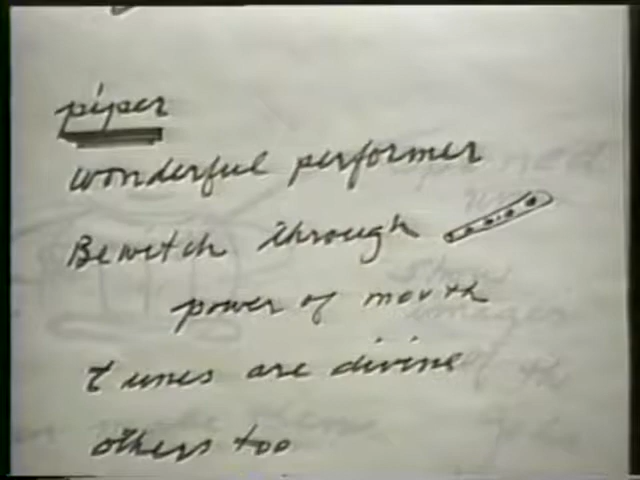 piper
wonderful performer
Bewitch through
power of mouth
tunes are divine
others too